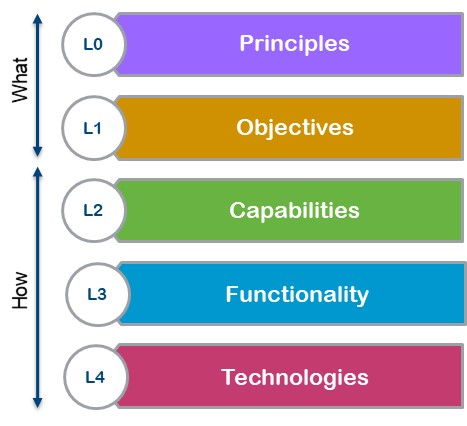 What
L0
Principles
L1
Objectives
How
L2
Capabilities
L3
Functionality
L4
Technologies